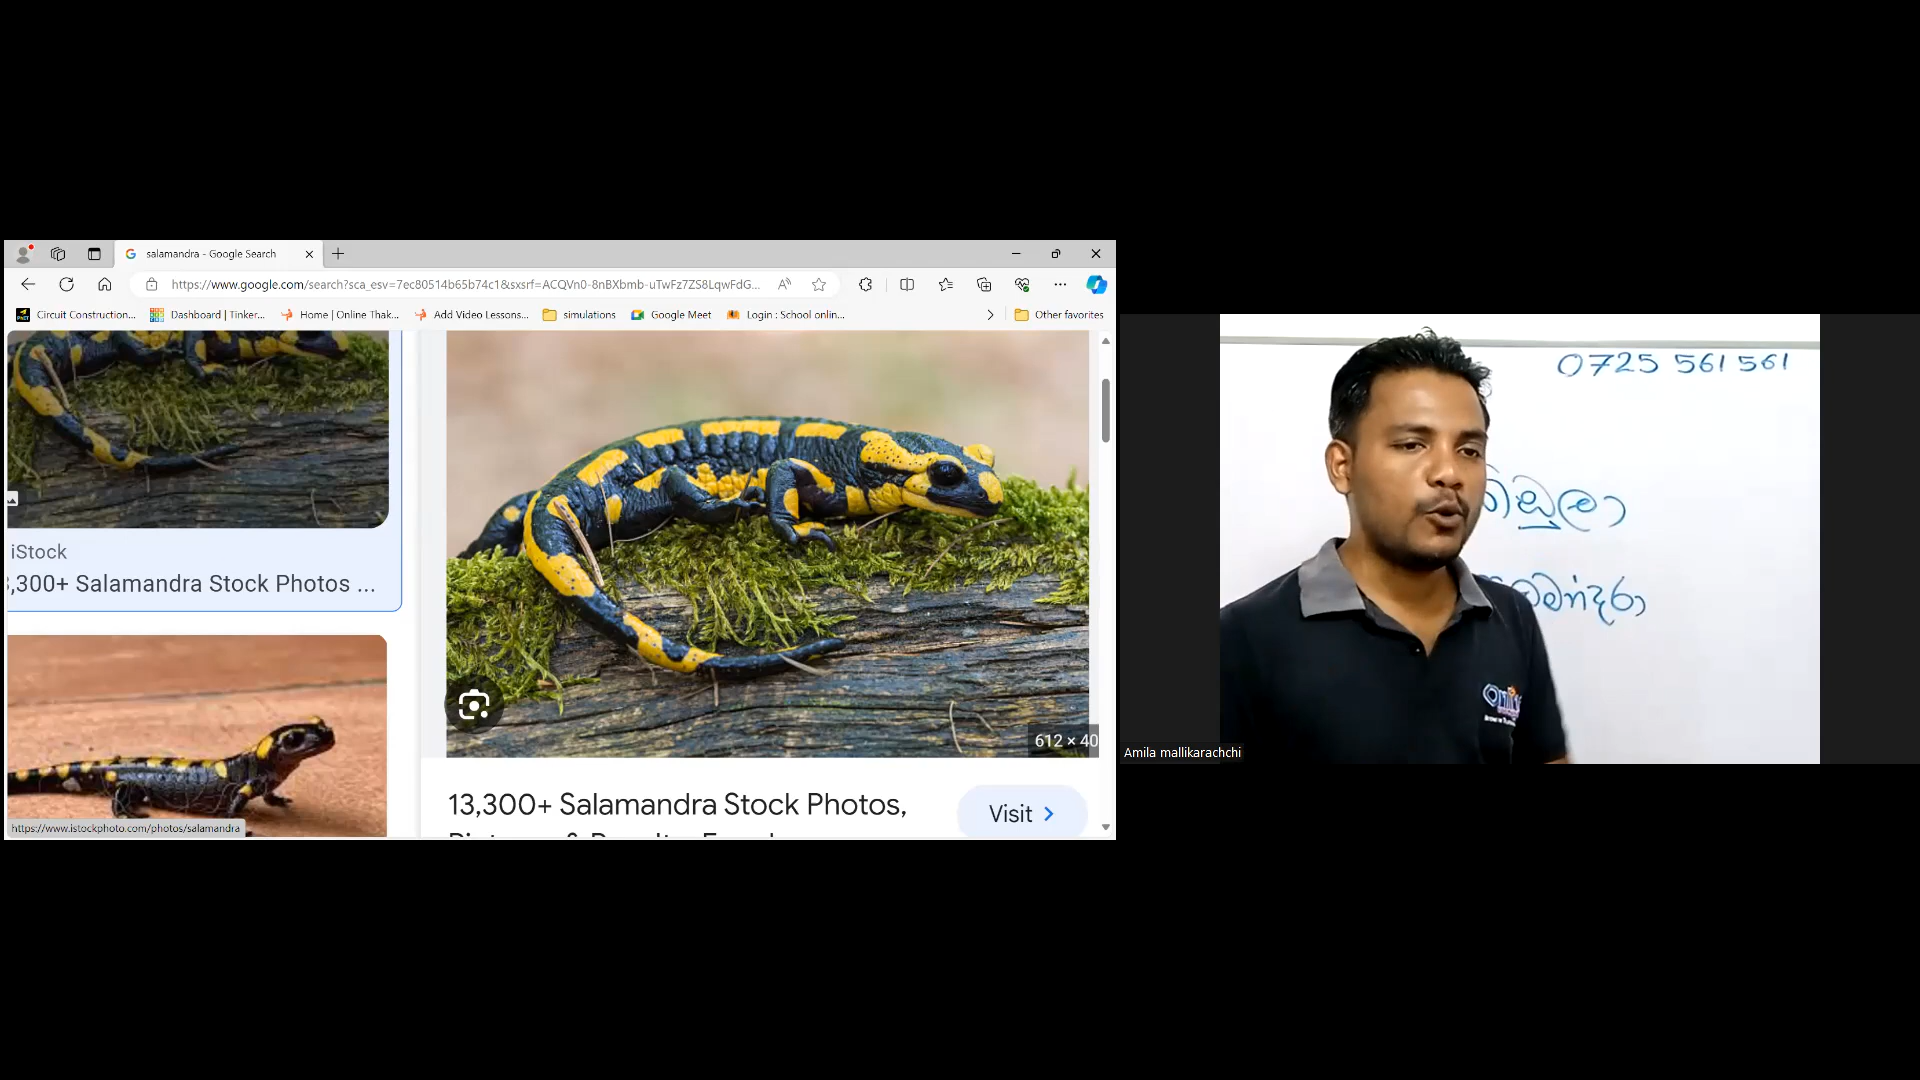 salamandra - Google Search
https://www.google.com/search?sca_esv=7ec80514b65b74c1&sxsrf=ACQVn0-8nBXbmb-uTwFz7ZS8LqwFdG...
Circuit Construction... Dashboard | Tinker... Home | Online Thak... Add Video Lessons... simulations Google Meet Login : School onlin... Other favorites
iStock
3,300+ Salamandra Stock Photos ...
https://www.istockphoto.com/photos/salamandra
612 × 40
13,300+ Salamandra Stock Photos,
Visit
0725 561 561
Amila mallikarachchi